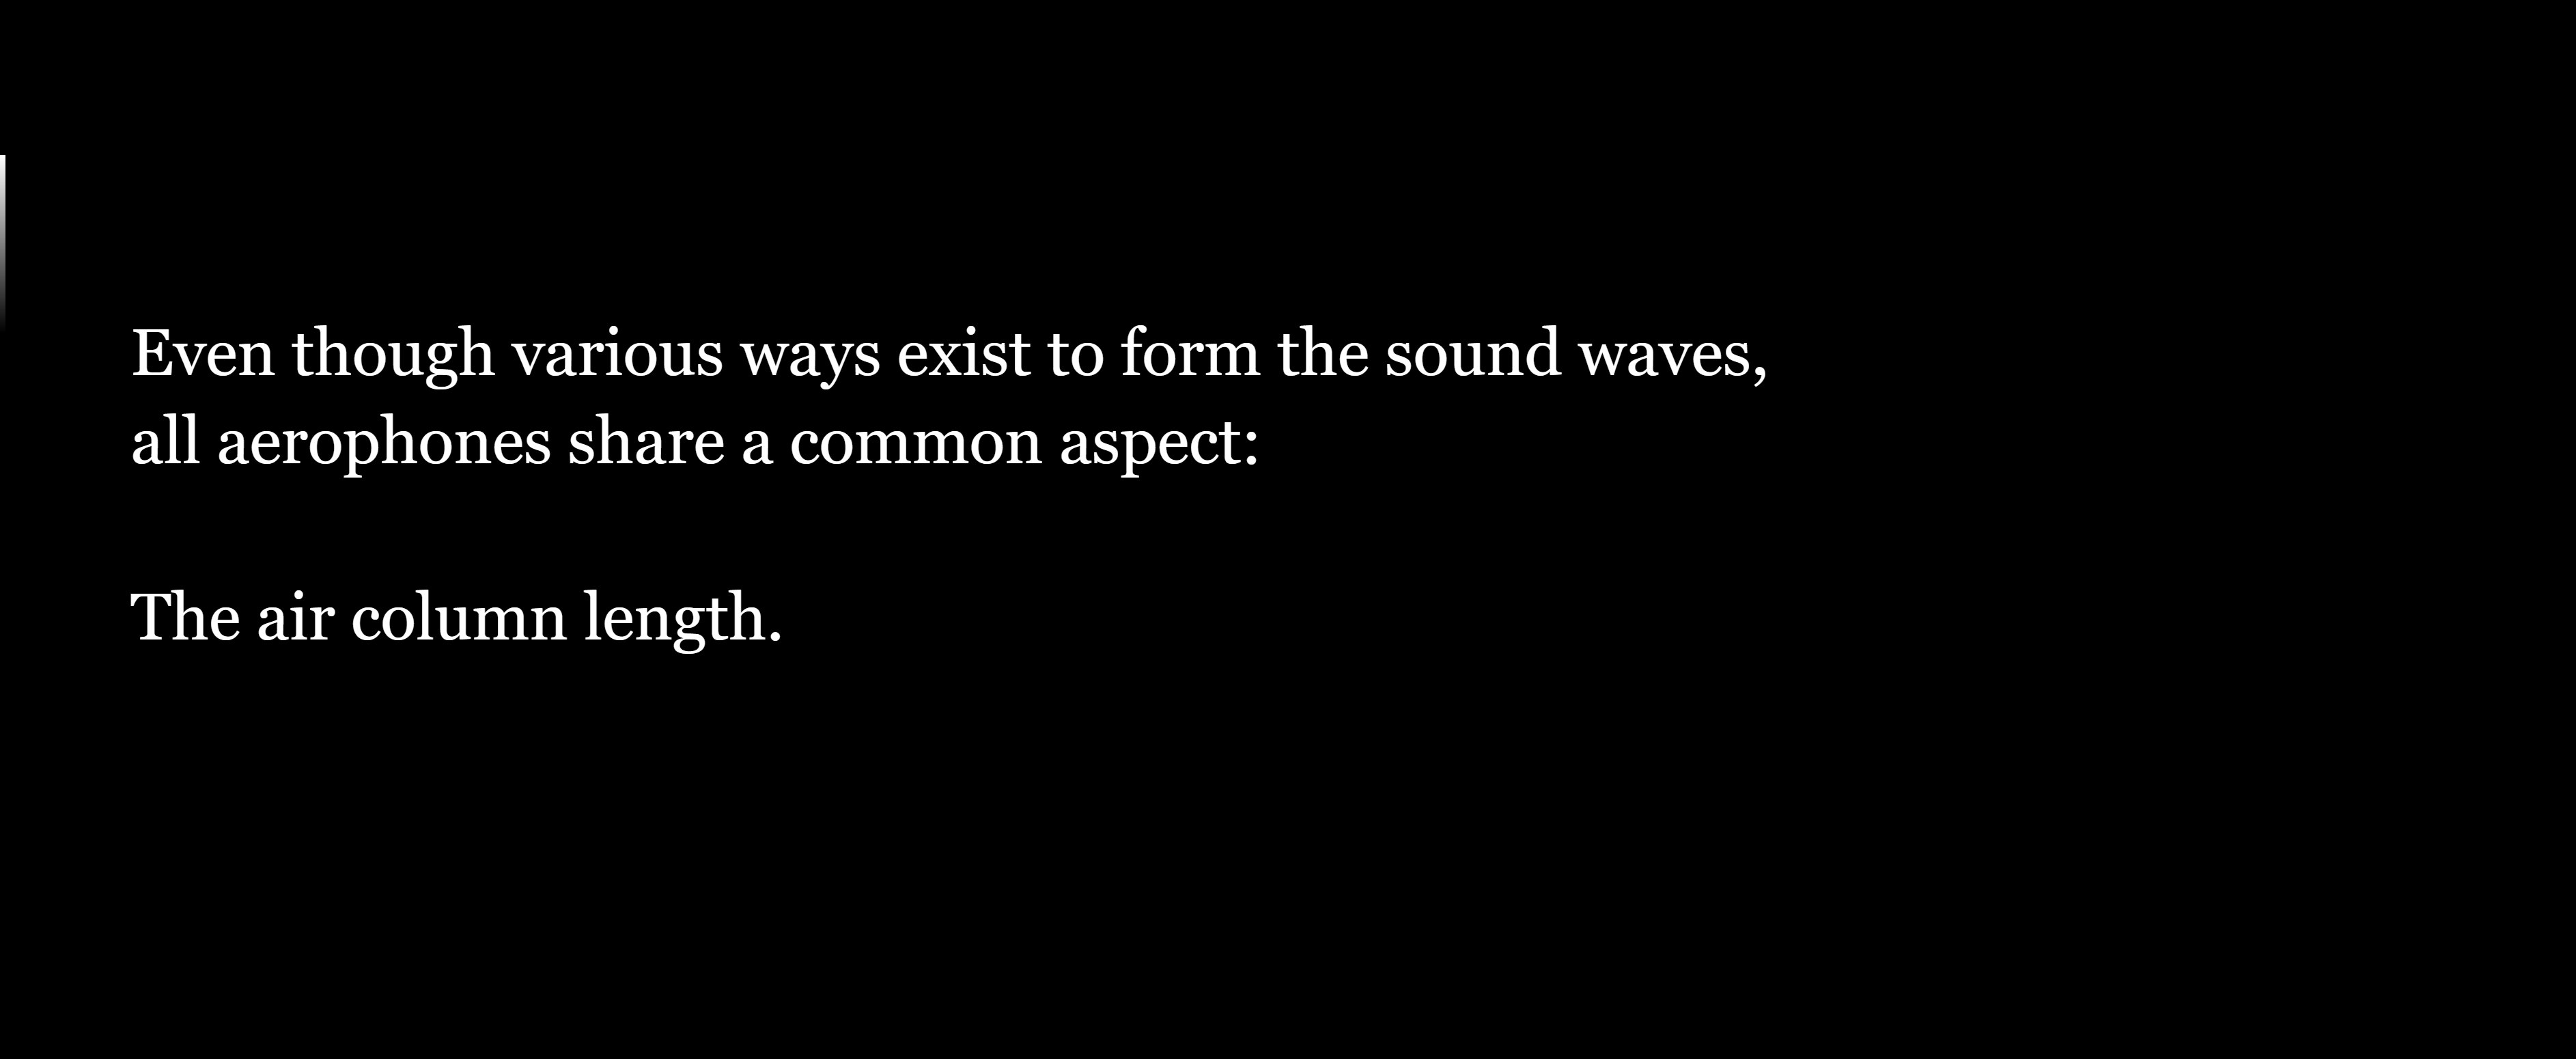 Even though various ways exist to form the sound waves,
all aerophones share a common aspect:
The air column length.